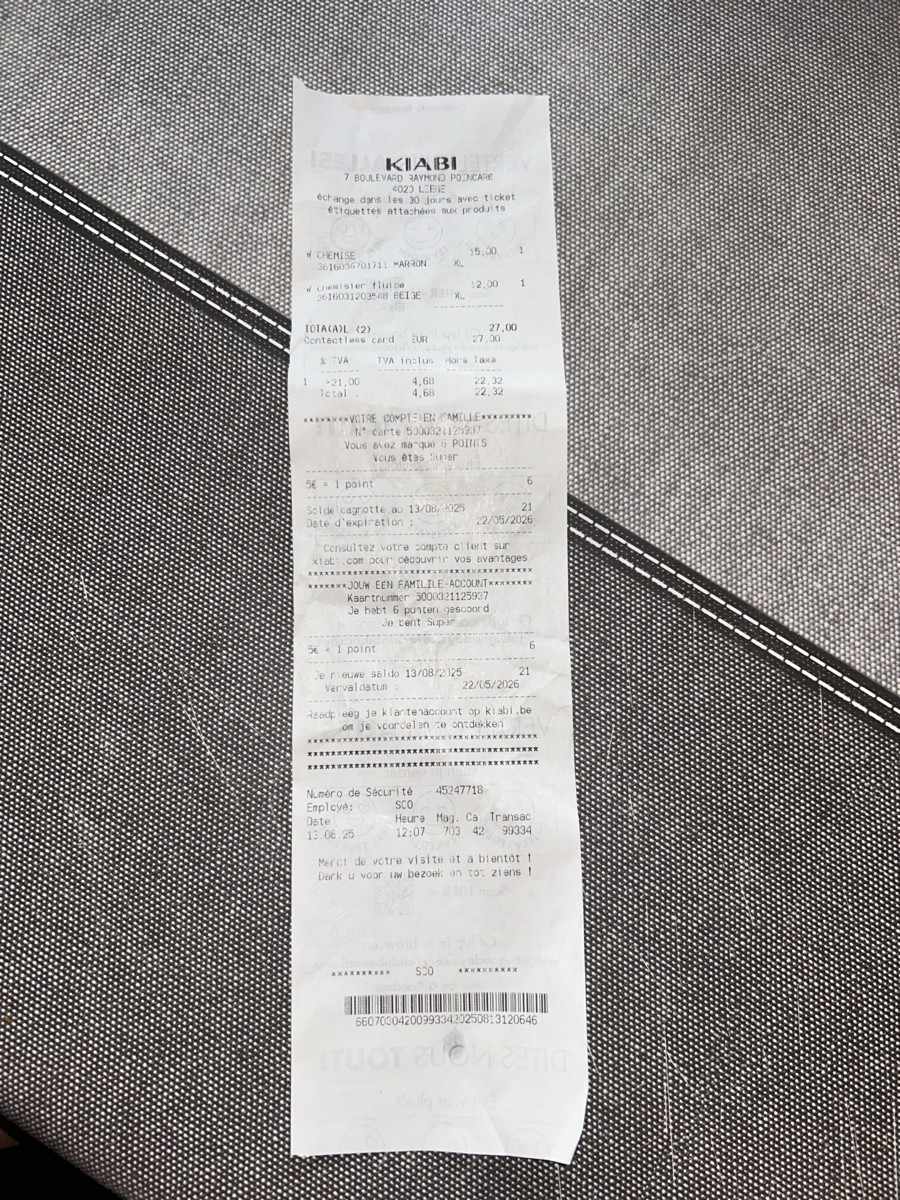 KIABI
7 BOULEVARD RAYMOND POINCARE
4020 LIEGE
échange dans les 30 jours avec ticket
étiquettes attachées aux produits
W CHEMISE 15,00 1
3616036701711 MARRON XL
W Chemisier fluide 12,00 1
3616031203548 BEIGE XL
TOTA(A)L (2) 27,00
Contactless card EUR 27,00
% TVA TVA inclus Hors Taxe
1 >21,00 4,68 22,32
Total : 4,68 22,32
********VOTRE COMPTE EN FAMILLE*********
N° carte 5000321125937
Vous avez marqué 6 POINTS
Vous êtes Super
5€ = 1 point 6
Solde cagnotte au 13/08/2025 21
Date d'expiration : 22/05/2026
Consultez votre compte client sur
kiabi.com pour découvrir vos avantages
****************************************
*******JOUW EEN FAMILILE-ACCOUNT********
Kaartnummer 5000321125937
Je hebt 6 punten gescoord
Je bent Super
5€ = 1 point 6
Je nieuwe saldo 13/08/2025 21
Vervaldatum : 22/05/2026
Raadpleeg je klantenaccount op kiabi.be
om je voordelen te ontdekken
****************************************
****************************************
****************************************
Numéro de Sécurité 45247718
Employé: SCO
Date Heure Mag. Ca Transac
13.08.25 12:07 703 42 99334
Merci de votre visite et à bientôt !
Dank u voor uw bezoek en tot ziens !
********** SCO **********
660703042009933420250813120646